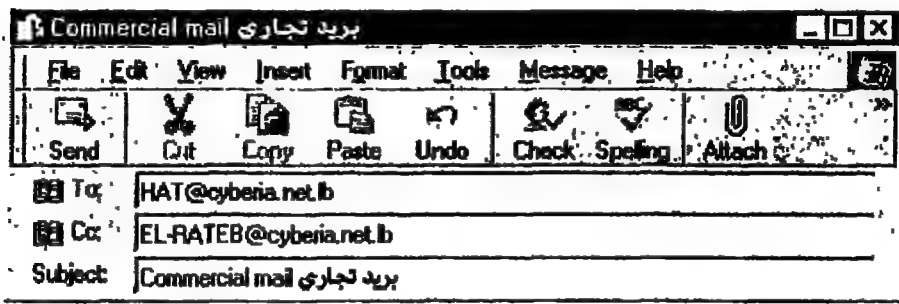 Commercial mail بريد تجاري
File Edit View Insert Format Tools Message Help
Send Cut Copy Paste Undo Check Spelling Attach
To: HAT@cyberia.net.lb
Cc: EL-RATEB@cyberia.net.lb
Subject: Commercial mail بريد تجاري